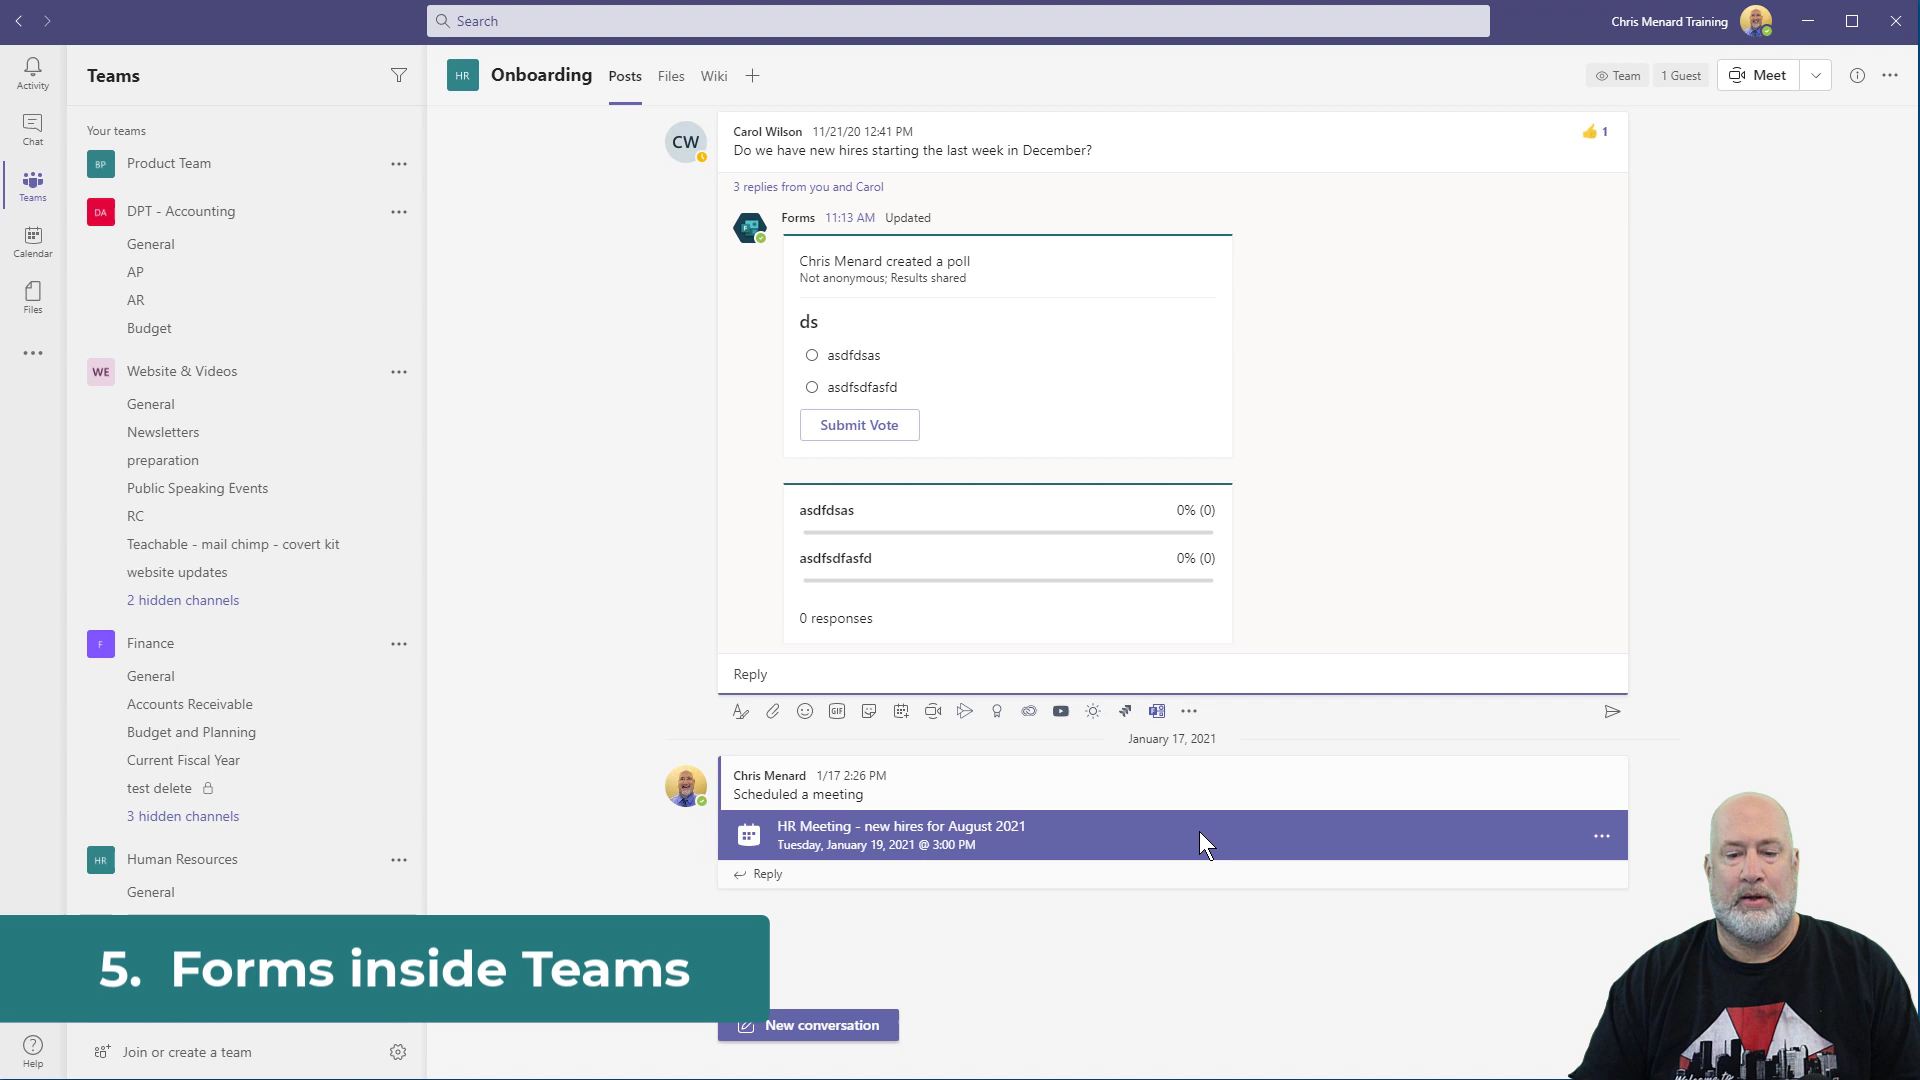 Search
Chris Menard Training
Activity
Chat
Teams
Calendar
Files
Help
Teams
Your teams
BP Product Team
DA DPT - Accounting
General
AP
AR
Budget
WE Website & Videos
General
Newsletters
preparation
Public Speaking Events
RC
Teachable - mail chimp - covert kit
website updates
2 hidden channels
F Finance
General
Accounts Receivable
Budget and Planning
Current Fiscal Year
test delete
3 hidden channels
HR Human Resources
General
Join or create a team
HR Onboarding Posts Files Wiki
Team 1 Guest Meet
CW
Carol Wilson 11/21/20 12:41 PM
1
Do we have new hires starting the last week in December?
3 replies from you and Carol
Forms 11:13 AM Updated
Chris Menard created a poll
Not anonymous; Results shared
ds
asdfdsas
asdfsdfasfd
Submit Vote
asdfdsas 0% (0)
asdfsdfasfd 0% (0)
0 responses
Reply
GIF
January 17, 2021
Chris Menard 1/17 2:26 PM
Scheduled a meeting
HR Meeting - new hires for August 2021
Tuesday, January 19, 2021 @ 3:00 PM
Reply
New conversation
5. Forms inside Teams